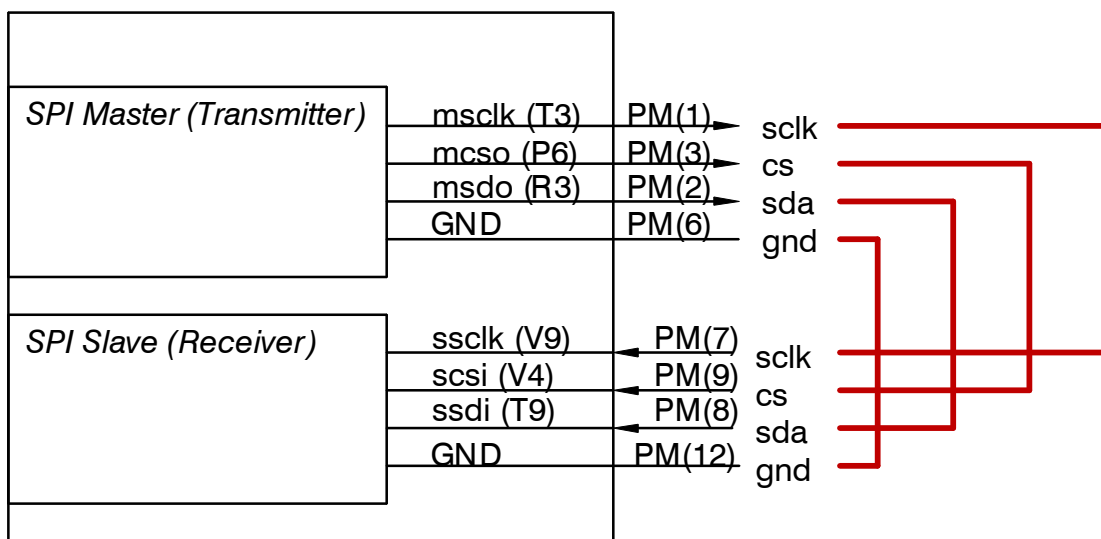 SPI Master (Transmitter)
msclk (T3) PM(1) sclk
mcso (P6) PM(3) cs
msdo (R3) PM(2) sda
GND PM(6) gnd
SPI Slave (Receiver)
ssclk (V9) PM(7) sclk
scsi (V4) PM(9) cs
ssdi (T9) PM(8) sda
GND PM(12) gnd